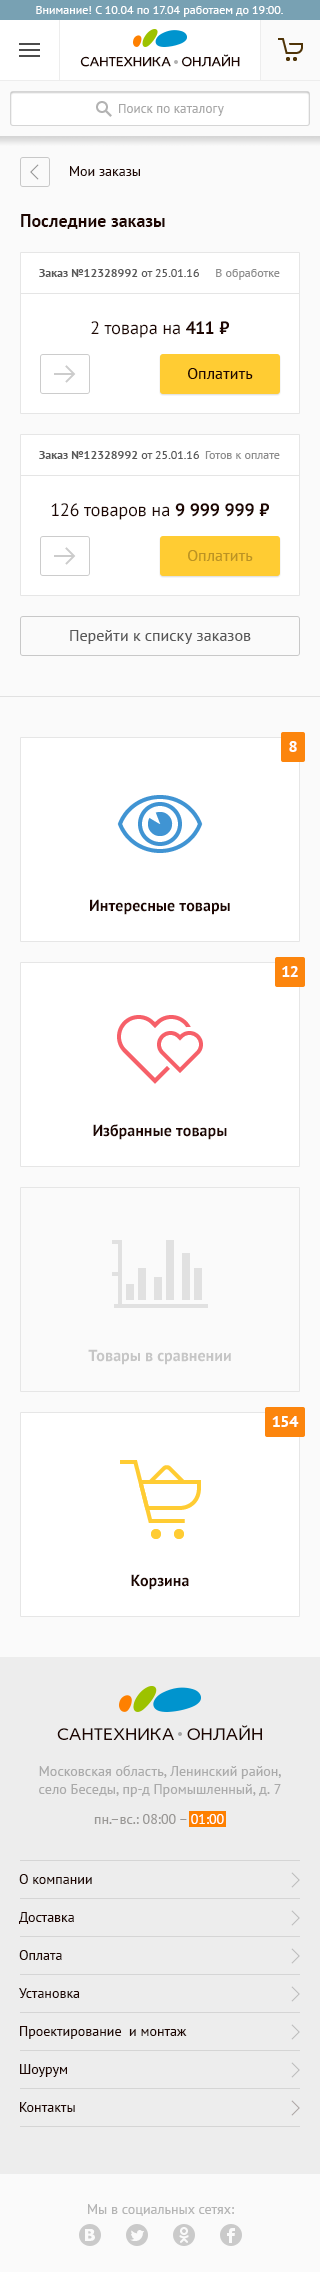 Внимание! С 10.04 по 17.04 работаем до 19:00.
САНТЕХНИКА • ОНЛАЙН
Поиск по каталогу
Мои заказы
Последние заказы
Заказ №12328992 от 25.01.16 В обработке
2 товара на 411 ₽
Оплатить
Заказ №12328992 от 25.01.16 Готов к оплате
126 товаров на 9 999 999 ₽
Оплатить
Перейти к списку заказов
8
Интересные товары
12
Избранные товары
Товары в сравнении
154
Корзина
САНТЕХНИКА • ОНЛАЙН
Московская область, Ленинский район,
село Беседы, пр-д Промышленный, д. 7
пн.–вс.: 08:00 – 01:00
О компании
Доставка
Оплата
Установка
Проектирование и монтаж
Шоурум
Контакты
Мы в социальных сетях: